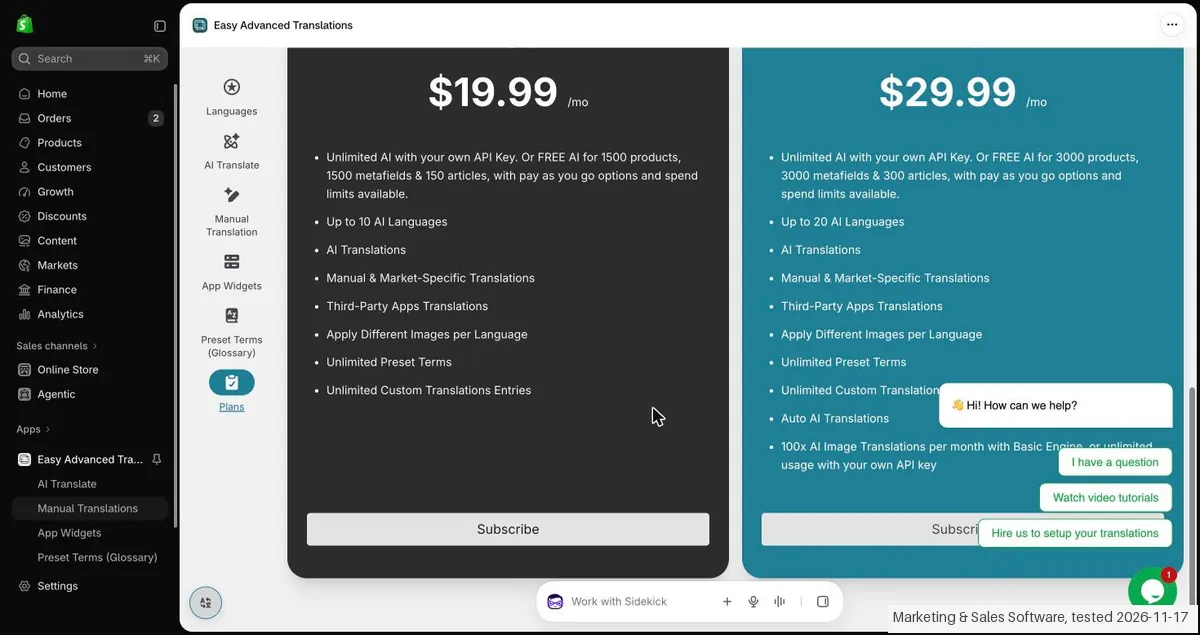 Search
⌘K
Home
Orders
2
Products
Customers
Growth
Discounts
Content
Markets
Finance
Analytics
Sales channels
Online Store
Agentic
Apps
Easy Advanced Tra...
AI Translate
Manual Translations
App Widgets
Preset Terms (Glossary)
Settings
Easy Advanced Translations
Languages
AI Translate
Manual
Translation
App Widgets
Preset Terms
(Glossary)
Plans
$19.99 /mo
Unlimited AI with your own API Key. Or FREE AI for 1500 products,
1500 metafields & 150 articles, with pay as you go options and spend
limits available.
Up to 10 AI Languages
AI Translations
Manual & Market-Specific Translations
Third-Party Apps Translations
Apply Different Images per Language
Unlimited Preset Terms
Unlimited Custom Translations Entries
Subscribe
$29.99 /mo
Unlimited AI with your own API Key. Or FREE AI for 3000 products,
3000 metafields & 300 articles, with pay as you go options and
spend limits available.
Up to 20 AI Languages
AI Translations
Manual & Market-Specific Translations
Third-Party Apps Translations
Apply Different Images per Language
Unlimited Preset Terms
Unlimited Custom Translation
Auto AI Translations
100x AI Image Translations per month with Basic Engine, or unlimited
usage with your own API key
Subscri
👋 Hi! How can we help?
I have a question
Watch video tutorials
Hire us to setup your translations
1
Work with Sidekick
Marketing & Sales Software, tested 2026-11-17